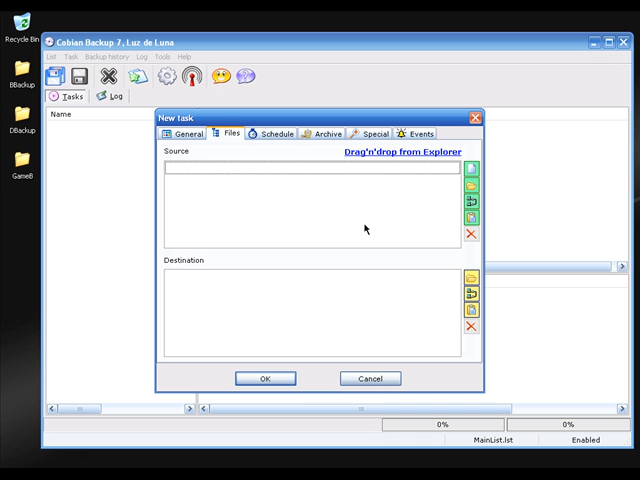 Recycle Bin
BBackup
DBackup
GameB
Cobian Backup 7, Luz de Luna
List Task Backup history Log Tools Help
Tasks Log
Name
New task
General Files Schedule Archive Special Events
Source Drag'n'drop from Explorer
Destination
OK Cancel
0% 0%
MainList.lst Enabled